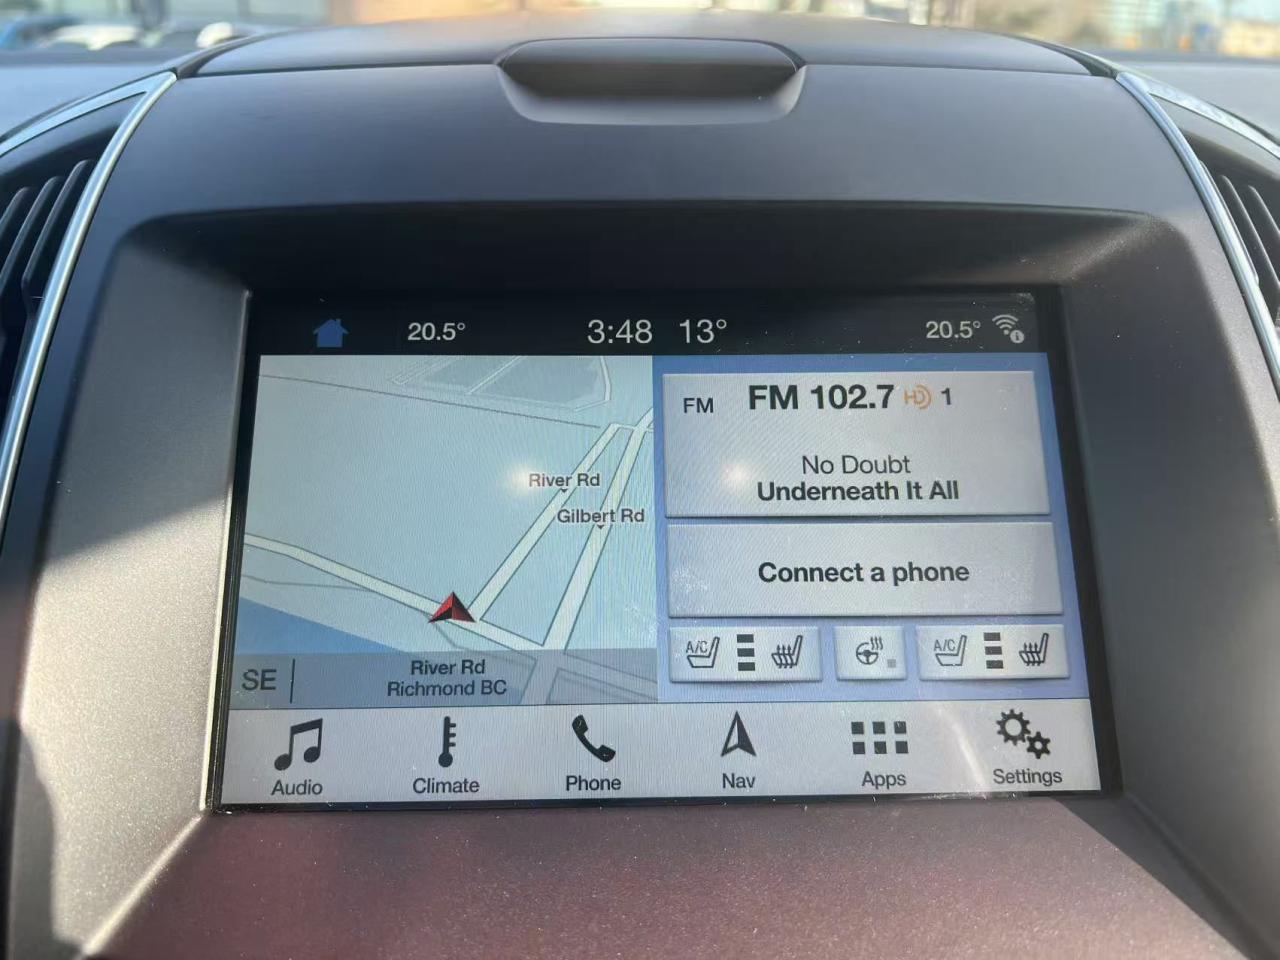 20.5°
3:48
13°
20.5°
FM
FM 102.7 HD 1
No Doubt
Underneath It All
River Rd
Gilbert Rd
Connect a phone
A/C
A/C
SE
River Rd
Richmond BC
Audio
Climate
Phone
Nav
Apps
Settings